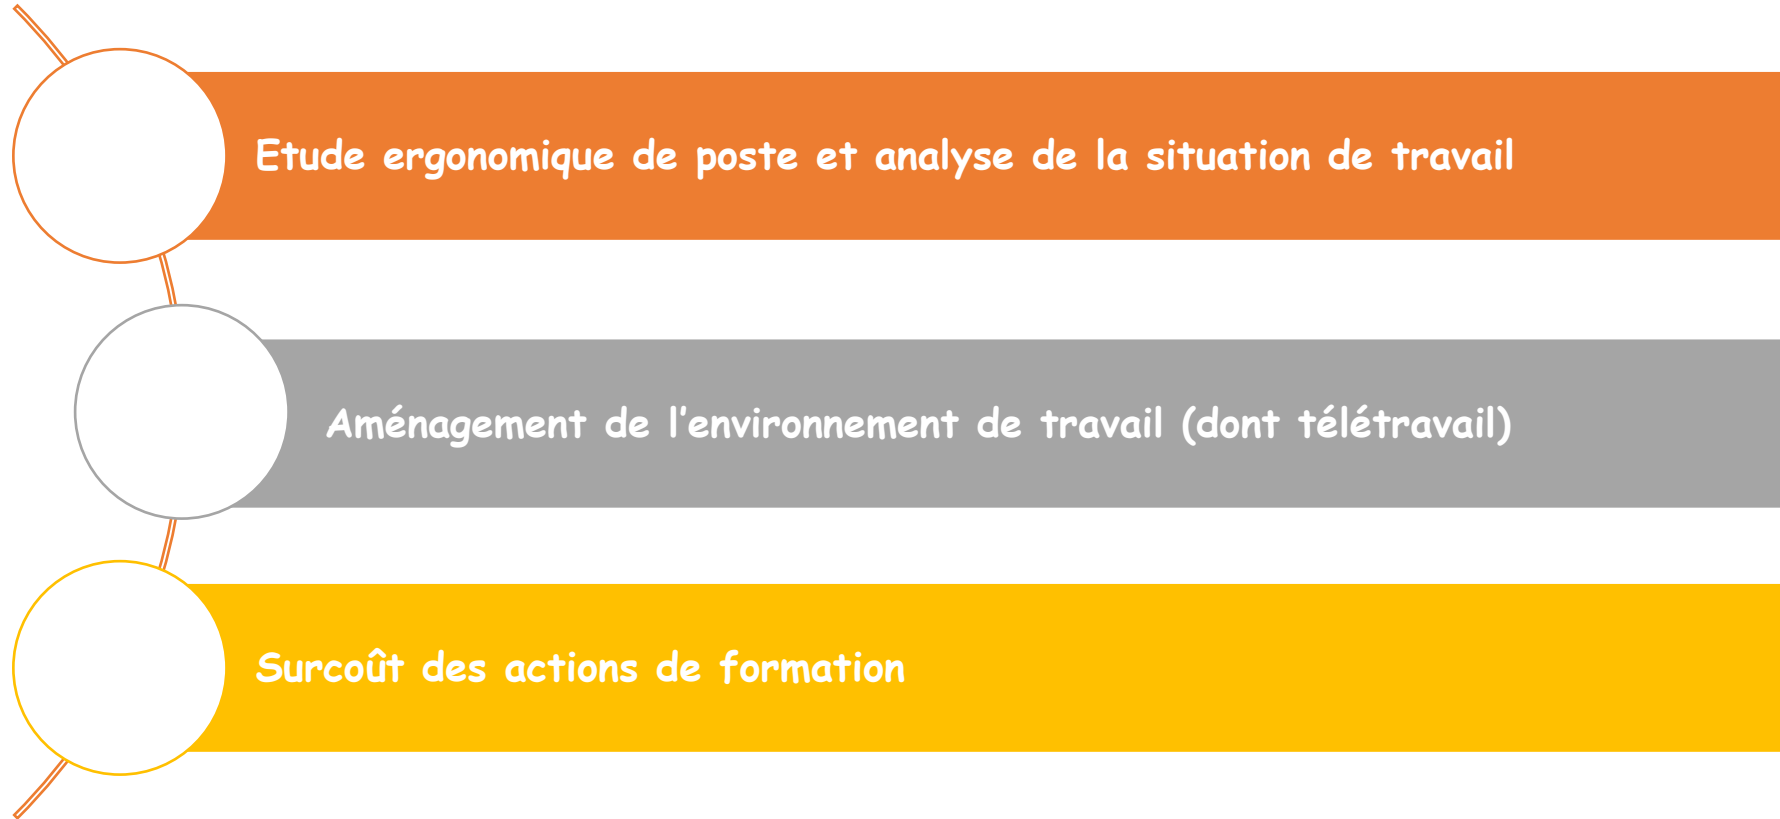 Etude ergonomique de poste et analyse de la situation de travail
Aménagement de l’environnement de travail (dont télétravail)
Surcoût des actions de formation